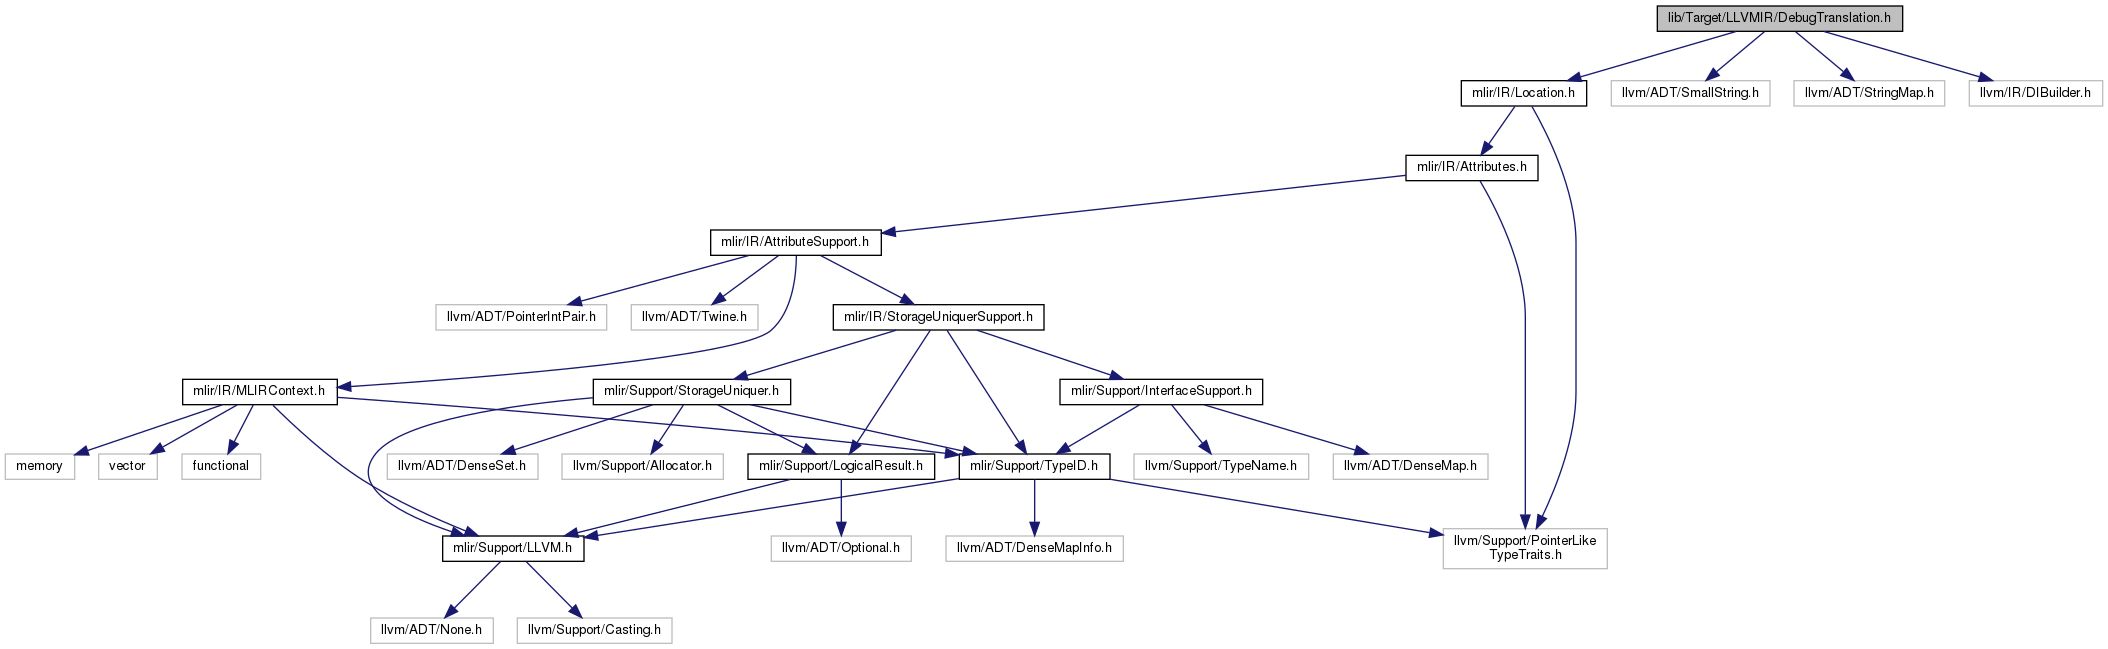 lib/Target/LLVMIR/DebugTranslation.h
mlir/IR/Location.h
llvm/ADT/SmallString.h
llvm/ADT/StringMap.h
llvm/IR/DIBuilder.h
mlir/IR/Attributes.h
mlir/IR/AttributeSupport.h
llvm/ADT/PointerIntPair.h
llvm/ADT/Twine.h
mlir/IR/StorageUniquerSupport.h
mlir/IR/MLIRContext.h
mlir/Support/StorageUniquer.h
mlir/Support/InterfaceSupport.h
memory
vector
functional
llvm/ADT/DenseSet.h
llvm/Support/Allocator.h
mlir/Support/LogicalResult.h
mlir/Support/TypeID.h
llvm/Support/TypeName.h
llvm/ADT/DenseMap.h
mlir/Support/LLVM.h
llvm/ADT/Optional.h
llvm/ADT/DenseMapInfo.h
llvm/Support/PointerLike
TypeTraits.h
llvm/ADT/None.h
llvm/Support/Casting.h